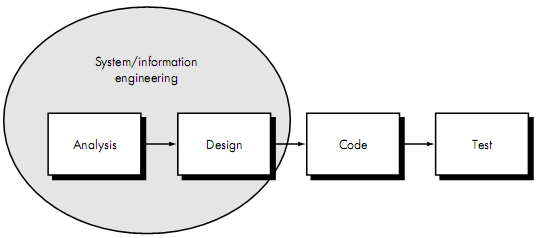 System/information
engineering
Analysis
Design
Code
Test